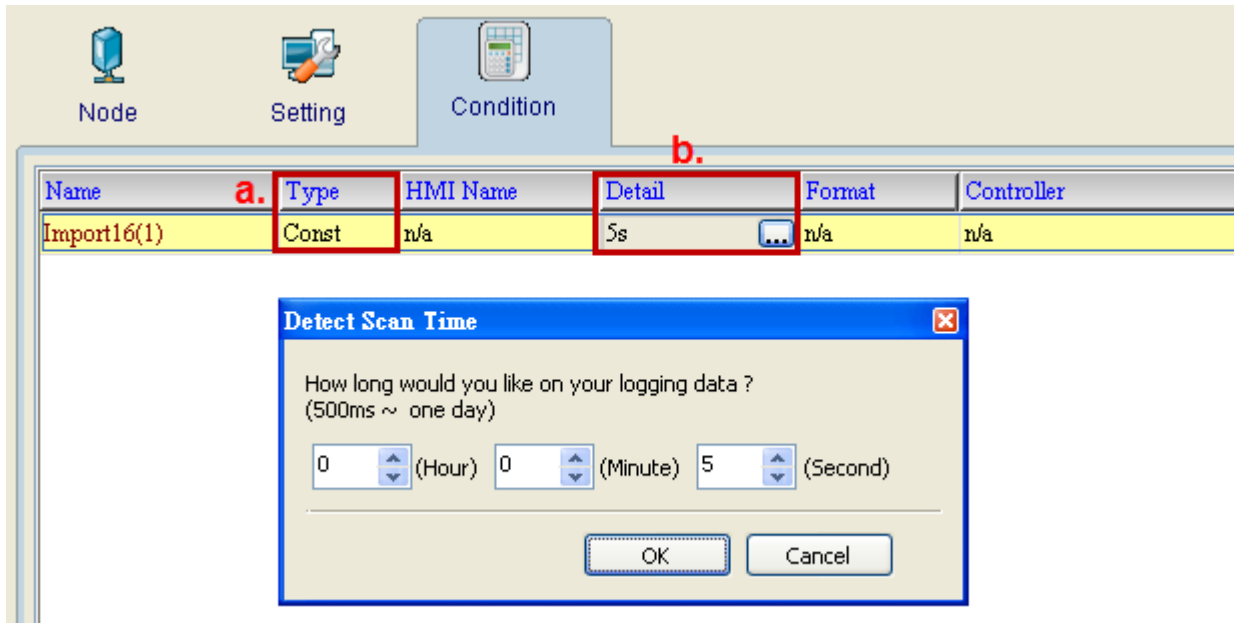 Node Setting Condition
b.
Name a. Type HMI Name Detail Format Controller
Import16(1) Const n/a 5s ... n/a n/a
Detect Scan Time
How long would you like on your logging data ?
(500ms ~ one day)
0 (Hour) 0 (Minute) 5 (Second)
OK Cancel